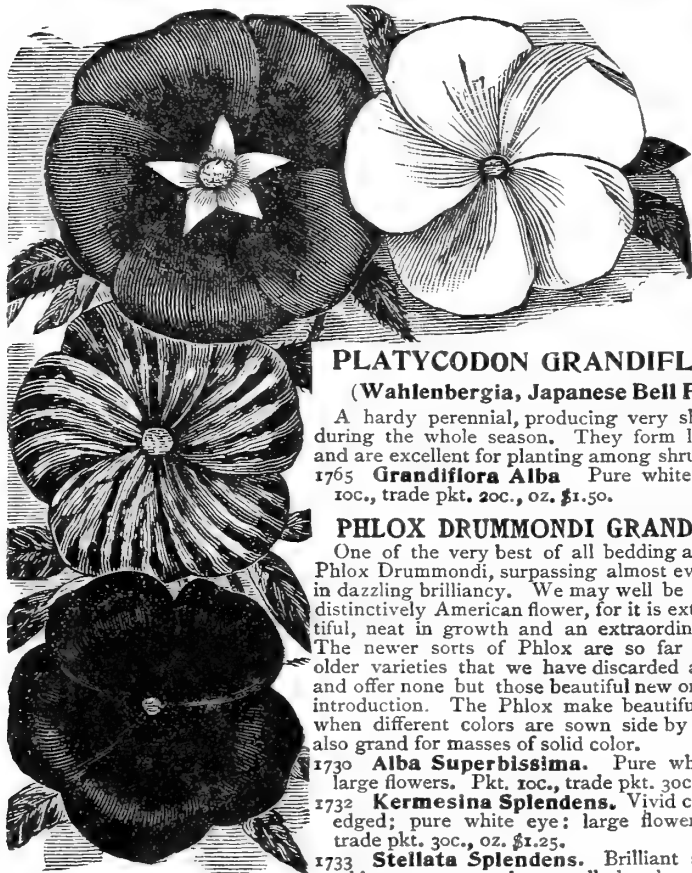 PLATYCODON GRANDIFL
(Wahlenbergia, Japanese Bell F
A hardy perennial, producing very sh
during the whole season. They form l
and are excellent for planting among shru
1765 Grandiflora Alba Pure white
10c., trade pkt. 20c., oz. $1.50.
PHLOX DRUMMONDI GRAND
One of the very best of all bedding a
Phlox Drummondi, surpassing almost ev
in dazzling brilliancy. We may well be
distinctively American flower, for it is ext
tiful, neat in growth and an extraordin
The newer sorts of Phlox are so far
older varieties that we have discarded a
and offer none but those beautiful new or
introduction. The Phlox make beautifu
when different colors are sown side by
also grand for masses of solid color.
1730 Alba Superbissima. Pure wh
large flowers. Pkt. 10c., trade pkt. 30c
1732 Kermesina Splendens. Vivid c
edged; pure white eye; large flower
trade pkt. 30c., oz. $1.25.
1733 Stellata Splendens. Brilliant